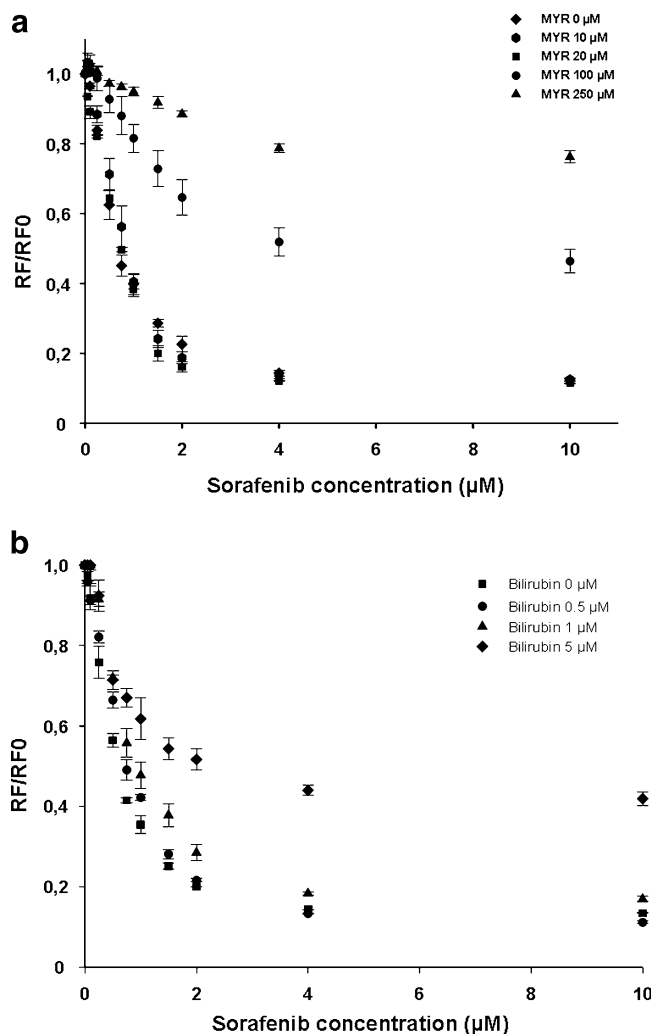 a
MYR 0 µM
MYR 10 µM
MYR 20 µM
MYR 100 µM
MYR 250 µM
1,0
0,8
0,6
0,4
0,2
0
RF/RF0
0
2
4
6
8
10
Sorafenib concentration (µM)
b
Bilirubin 0 µM
Bilirubin 0.5 µM
Bilirubin 1 µM
Bilirubin 5 µM
1,0
0,8
0,6
0,4
0,2
0
RF/RF0
0
2
4
6
8
10
Sorafenib concentration (µM)